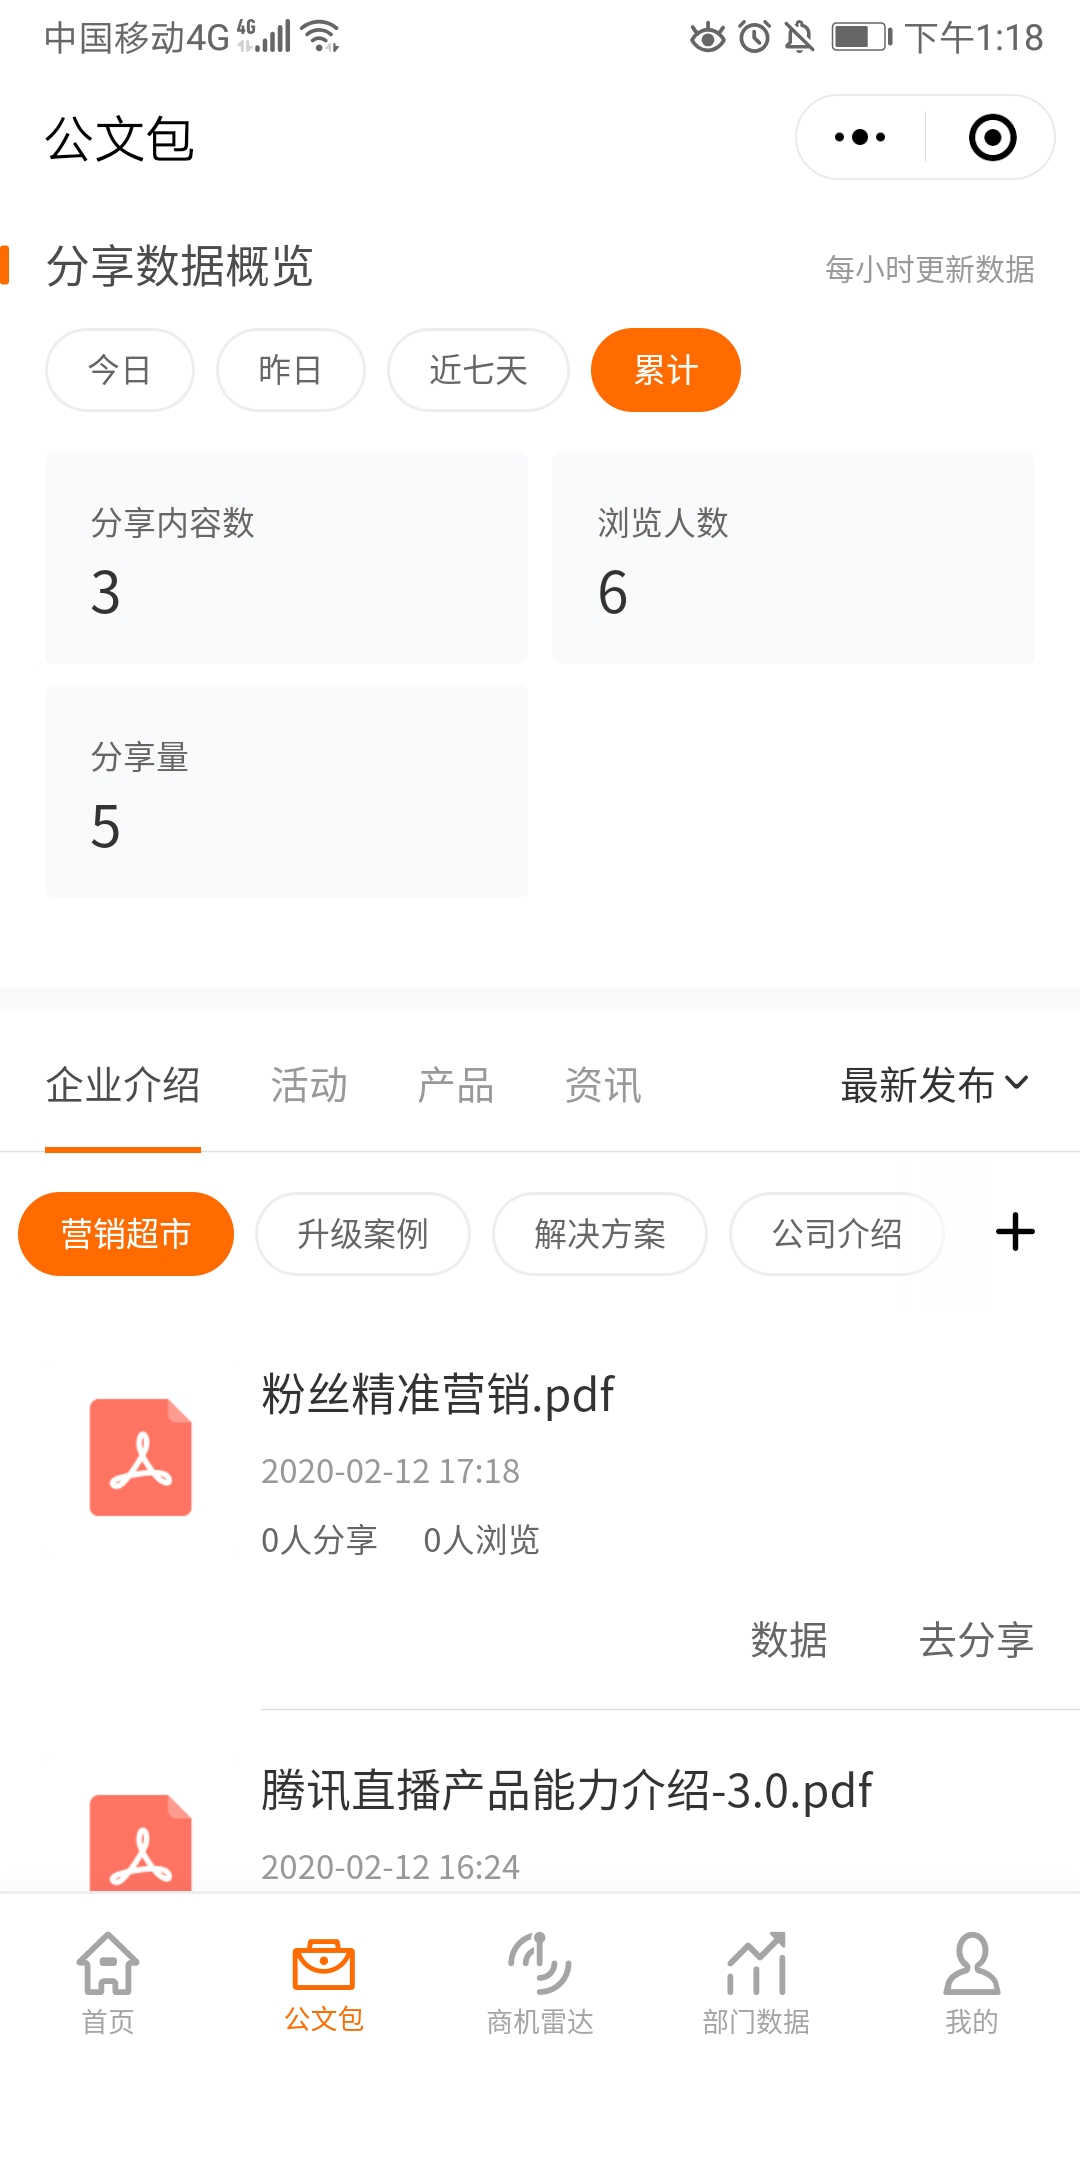 中国移动4G 4G 下午1:18
公文包
分享数据概览 每小时更新数据
今日 昨日 近七天 累计
分享内容数 浏览人数
3 6
分享量
5
企业介绍 活动 产品 资讯 最新发布
营销超市 升级案例 解决方案 公司介绍
粉丝精准营销.pdf
2020-02-12 17:18
0人分享 0人浏览
数据 去分享
腾讯直播产品能力介绍-3.0.pdf
2020-02-12 16:24
首页 公文包 商机雷达 部门数据 我的